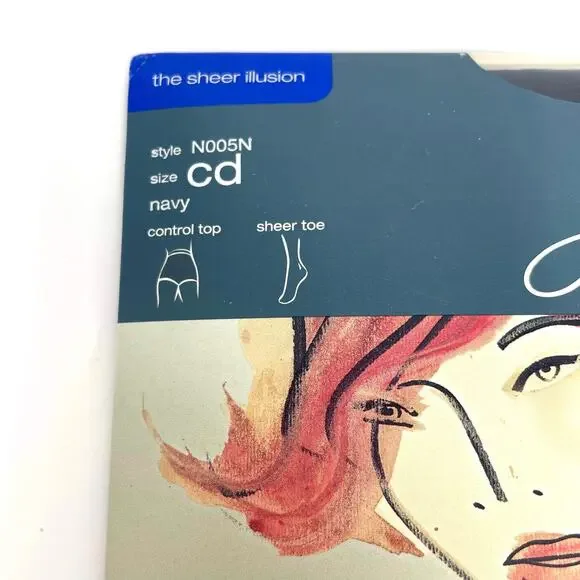 the sheer illusion
style N005N
size cd
navy
control top sheer toe